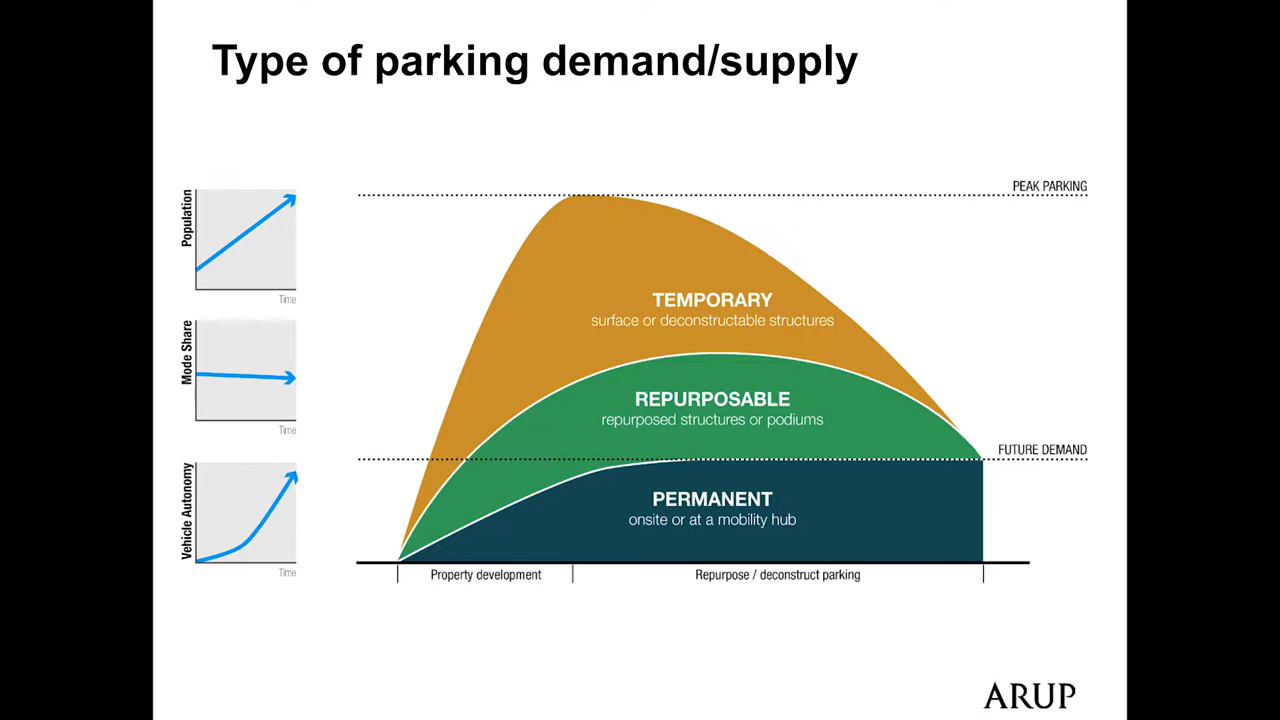 Type of parking demand/supply
Population
Time
Mode Share
Time
Vehicle Autonomy
Time
PEAK PARKING
TEMPORARY
surface or deconstructable structures
REPURPOSABLE
repurposed structures or podiums
FUTURE DEMAND
PERMANENT
onsite or at a mobility hub
Property development
Repurpose / deconstruct parking
ARUP